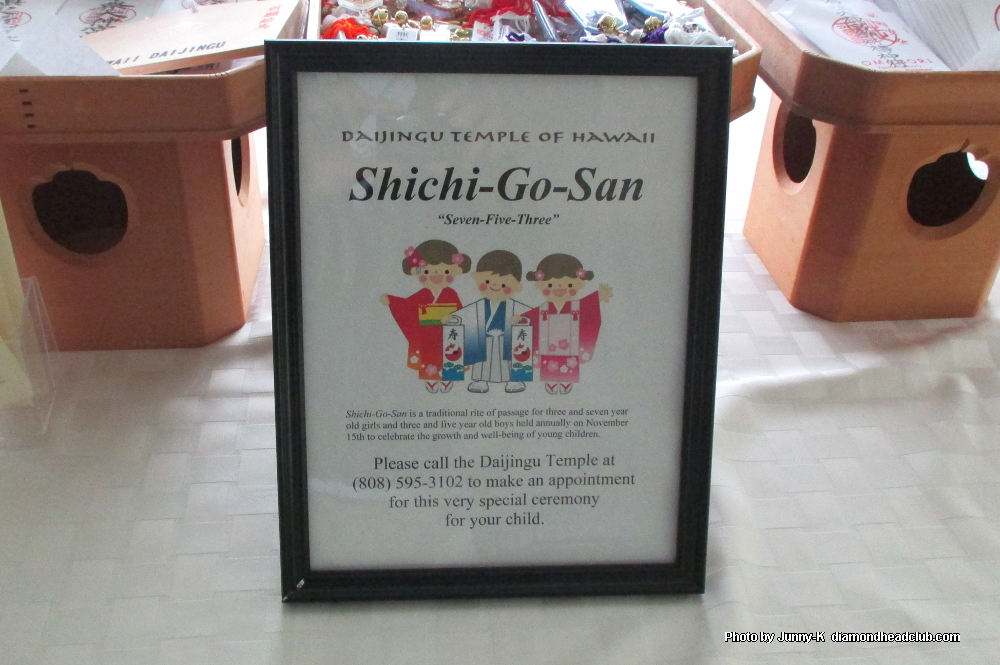 WAII DAIJINGU
OMAMORI
DAIJINGU TEMPLE OF HAWAII
Shichi-Go-San
“Seven-Five-Three”
寿
寿
Shichi-Go-San is a traditional rite of passage for three and seven year
old girls and three and five year old boys held annually on November
15th to celebrate the growth and well-being of young children.
Please call the Daijingu Temple at
(808) 595-3102 to make an appointment
for this very special ceremony
for your child.
Photo by Junny-K diamondheadclub.com